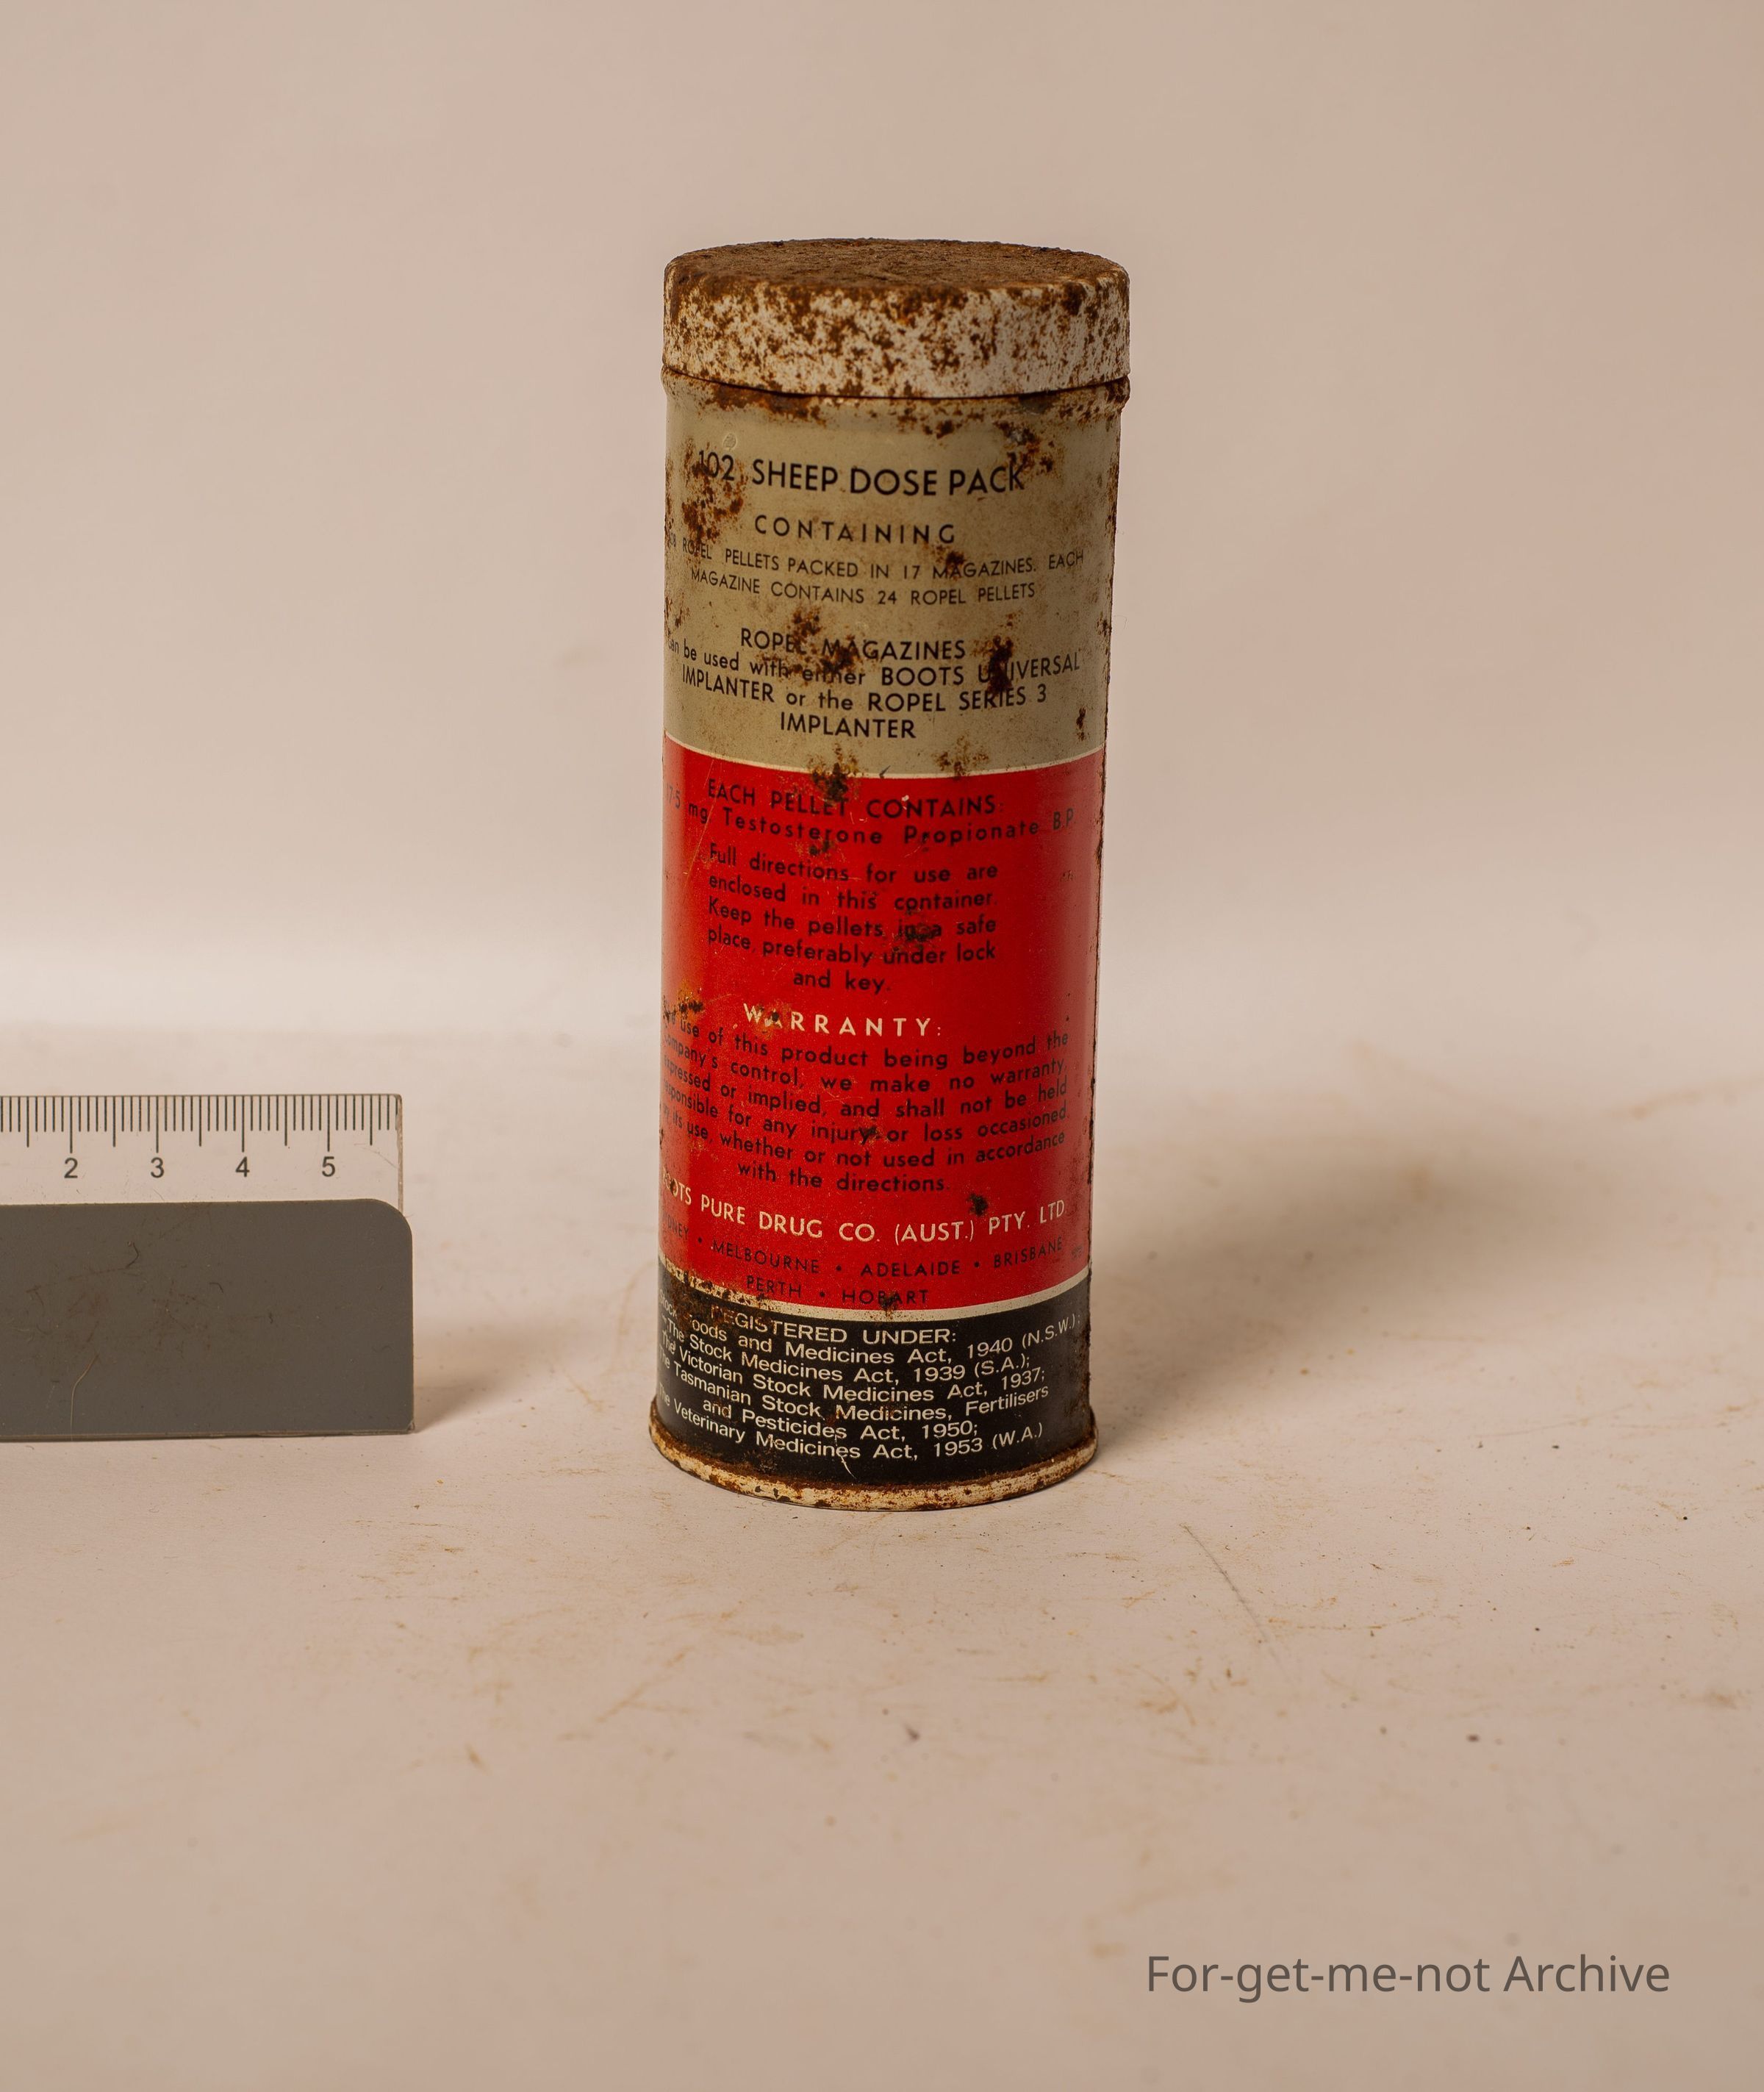 102 SHEEP DOSE PACK
CONTAINING
ROPEL PELLETS PACKED IN 17 MAGAZINES. EACH
MAGAZINE CONTAINS 24 ROPEL PELLETS
ROPEL MAGAZINES
can be used with either BOOTS UNIVERSAL
IMPLANTER or the ROPEL SERIES 3
IMPLANTER
EACH PELLET CONTAINS:
mg Testosterone Propionate B.P.
Full directions for use are
enclosed in this container.
Keep the pellets in a safe
place, preferably under lock
and key.
WARRANTY:
use of this product being beyond the
company's control, we make no warranty,
expressed or implied, and shall not be held
responsible for any injury or loss occasioned
by its use, whether or not used in accordance
with the directions.
BOOTS PURE DRUG CO. (AUST.) PTY. LTD.
SYDNEY • MELBOURNE • ADELAIDE • BRISBANE
PERTH • HOBART
REGISTERED UNDER:
Foods and Medicines Act, 1940 (N.S.W.);
The Stock Medicines Act, 1939 (S.A.);
The Victorian Stock Medicines Act, 1937;
The Tasmanian Stock Medicines, Fertilisers
and Pesticides Act, 1950;
The Veterinary Medicines Act, 1953 (W.A.)
2 3 4 5
For-get-me-not Archive